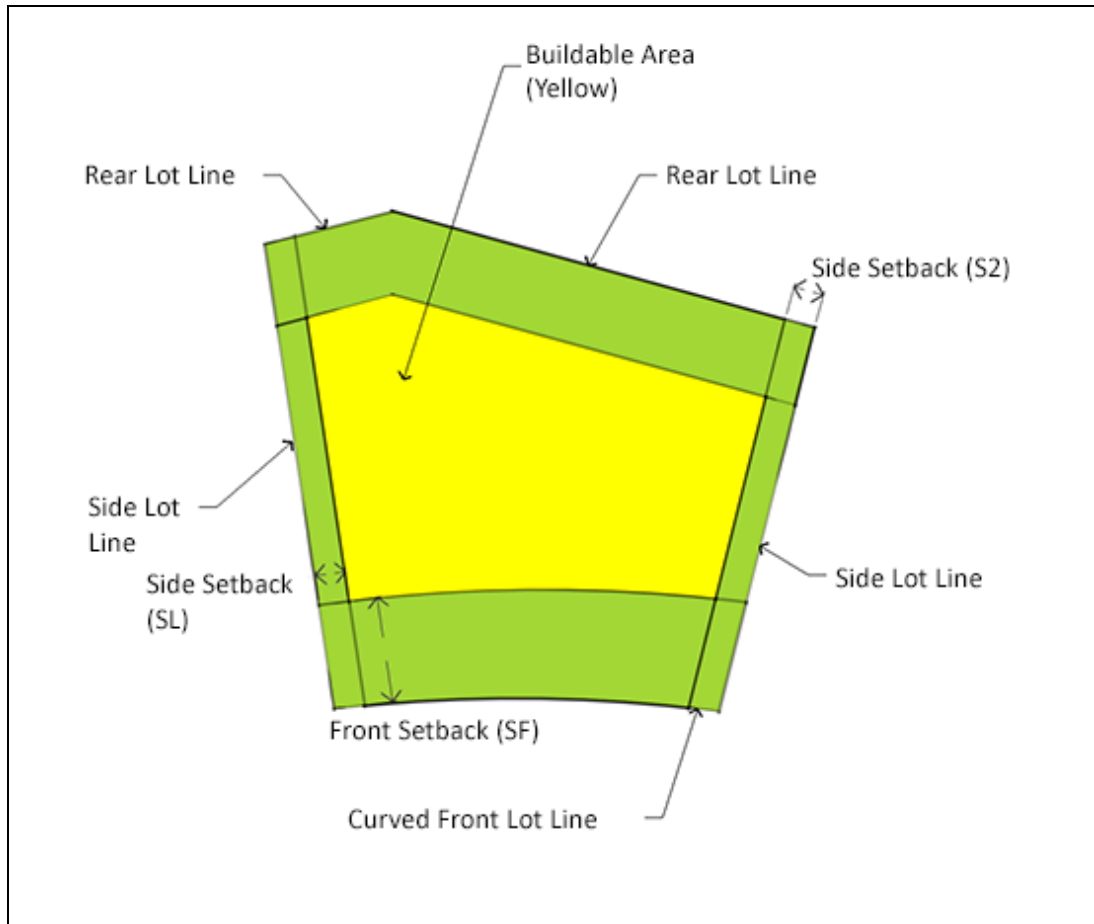 Buildable Area
(Yellow)
Rear Lot Line
Rear Lot Line
Side Setback (S2)
Side Lot
Line
Side Setback
(SL)
Side Lot Line
Front Setback (SF)
Curved Front Lot Line